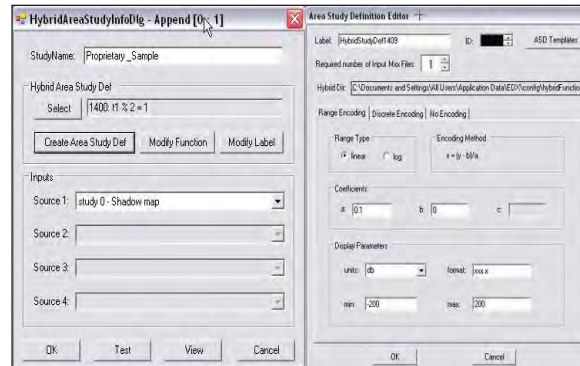 HybridAreaStudyInfoDlg - Append [0 : 1]
StudyName: Proprietary _Sample
Hybrid Area Study Def
Select 1400: t1 % 2 = 1
Create Area Study Def Modify Function Modify Label
Inputs
Source 1: study 0 - Shadow map
Source 2:
Source 3:
Source 4:
OK Test View Cancel
Area Study Definition Editor
Label: HybridStudyDef1409 ID: ASD Templates
Required number of Input Mxx Files: 1
Hybrid Dir: C:\Documents and Settings\All Users\Application Data\EDX\config\hybridFunction
Range Encoding Discrete Encoding No Encoding
Range Type Encoding Method
linear log x = (y - b)/a
Coefficients
a: 0.1 b: 0 c:
Display Parameters
units: db format: xxx.x
min: -200 max: 200
OK Cancel